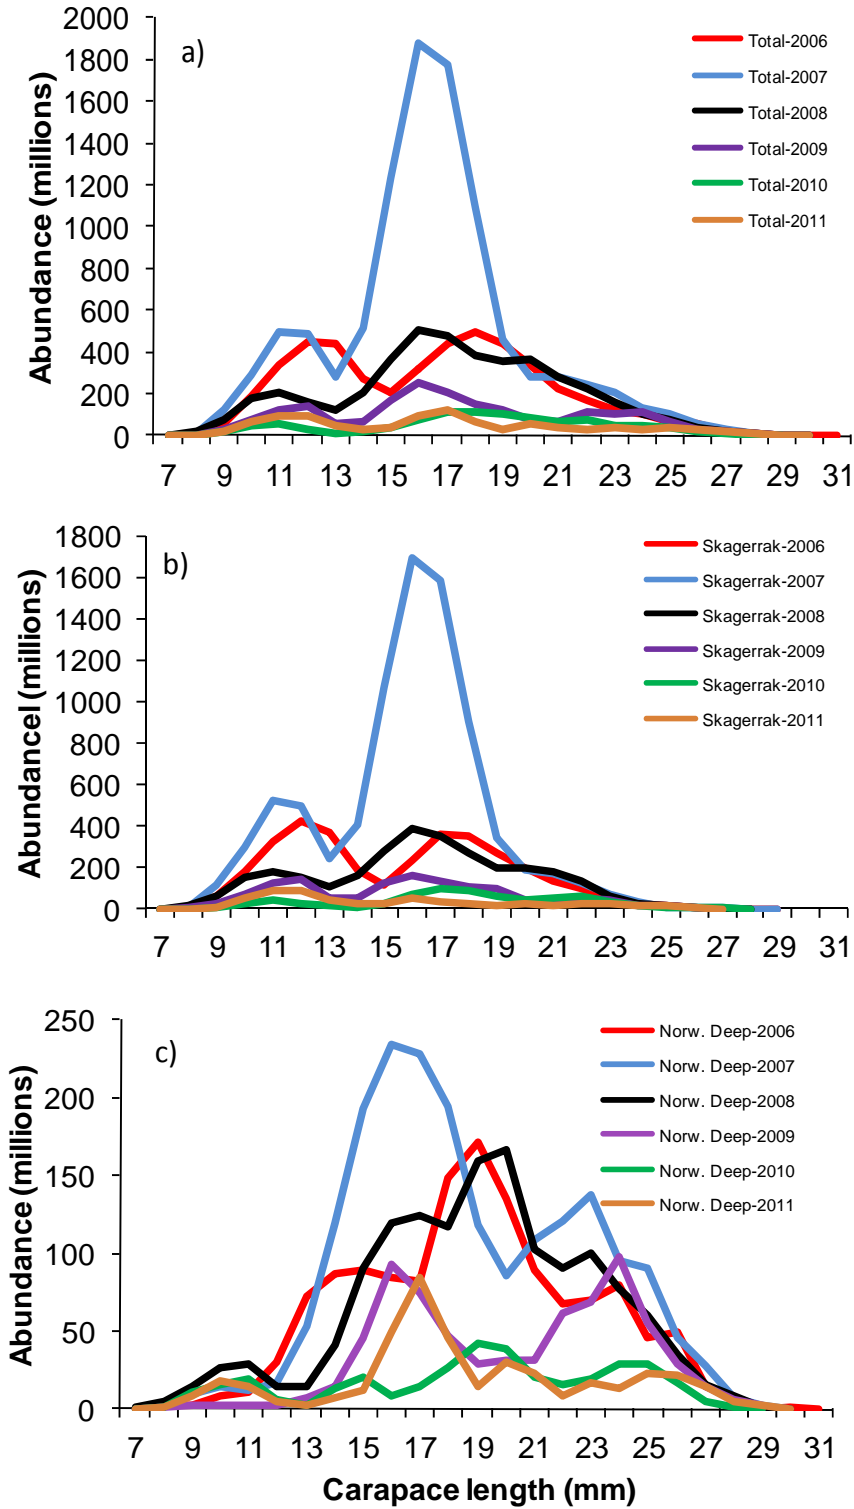 a)
Abundance (millions)
2000
1800
1600
1400
1200
1000
800
600
400
200
0
7 9 11 13 15 17 19 21 23 25 27 29 31
Total-2006
Total-2007
Total-2008
Total-2009
Total-2010
Total-2011
b)
Abundancel (millions)
1800
1600
1400
1200
1000
800
600
400
200
0
7 9 11 13 15 17 19 21 23 25 27 29 31
Skagerrak-2006
Skagerrak-2007
Skagerrak-2008
Skagerrak-2009
Skagerrak-2010
Skagerrak-2011
c)
Abundance (millions)
250
200
150
100
50
0
7 9 11 13 15 17 19 21 23 25 27 29 31
Carapace length (mm)
Norw. Deep-2006
Norw. Deep-2007
Norw. Deep-2008
Norw. Deep-2009
Norw. Deep-2010
Norw. Deep-2011